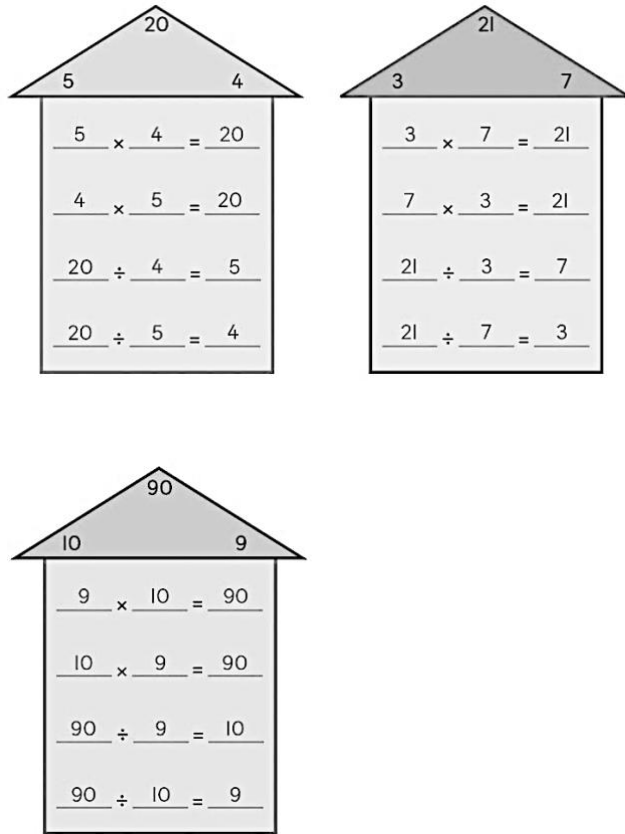 20
5 4
5 × 4 = 20
4 × 5 = 20
20 ÷ 4 = 5
20 ÷ 5 = 4
21
3 7
3 × 7 = 21
7 × 3 = 21
21 ÷ 3 = 7
21 ÷ 7 = 3
90
10 9
9 × 10 = 90
10 × 9 = 90
90 ÷ 9 = 10
90 ÷ 10 = 9